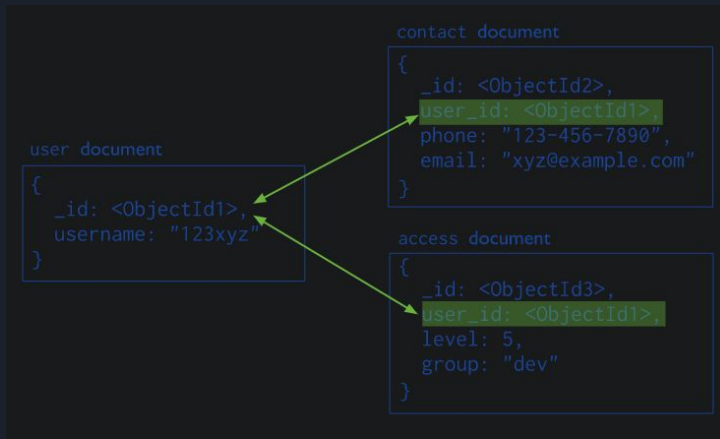 contact document
{
_id: <ObjectId2>,
user_id: <ObjectId1>,
phone: "123-456-7890",
email: "xyz@example.com"
}
user document
{
_id: <ObjectId1>,
username: "123xyz"
}
access document
{
_id: <ObjectId3>,
user_id: <ObjectId1>,
level: 5,
group: "dev"
}